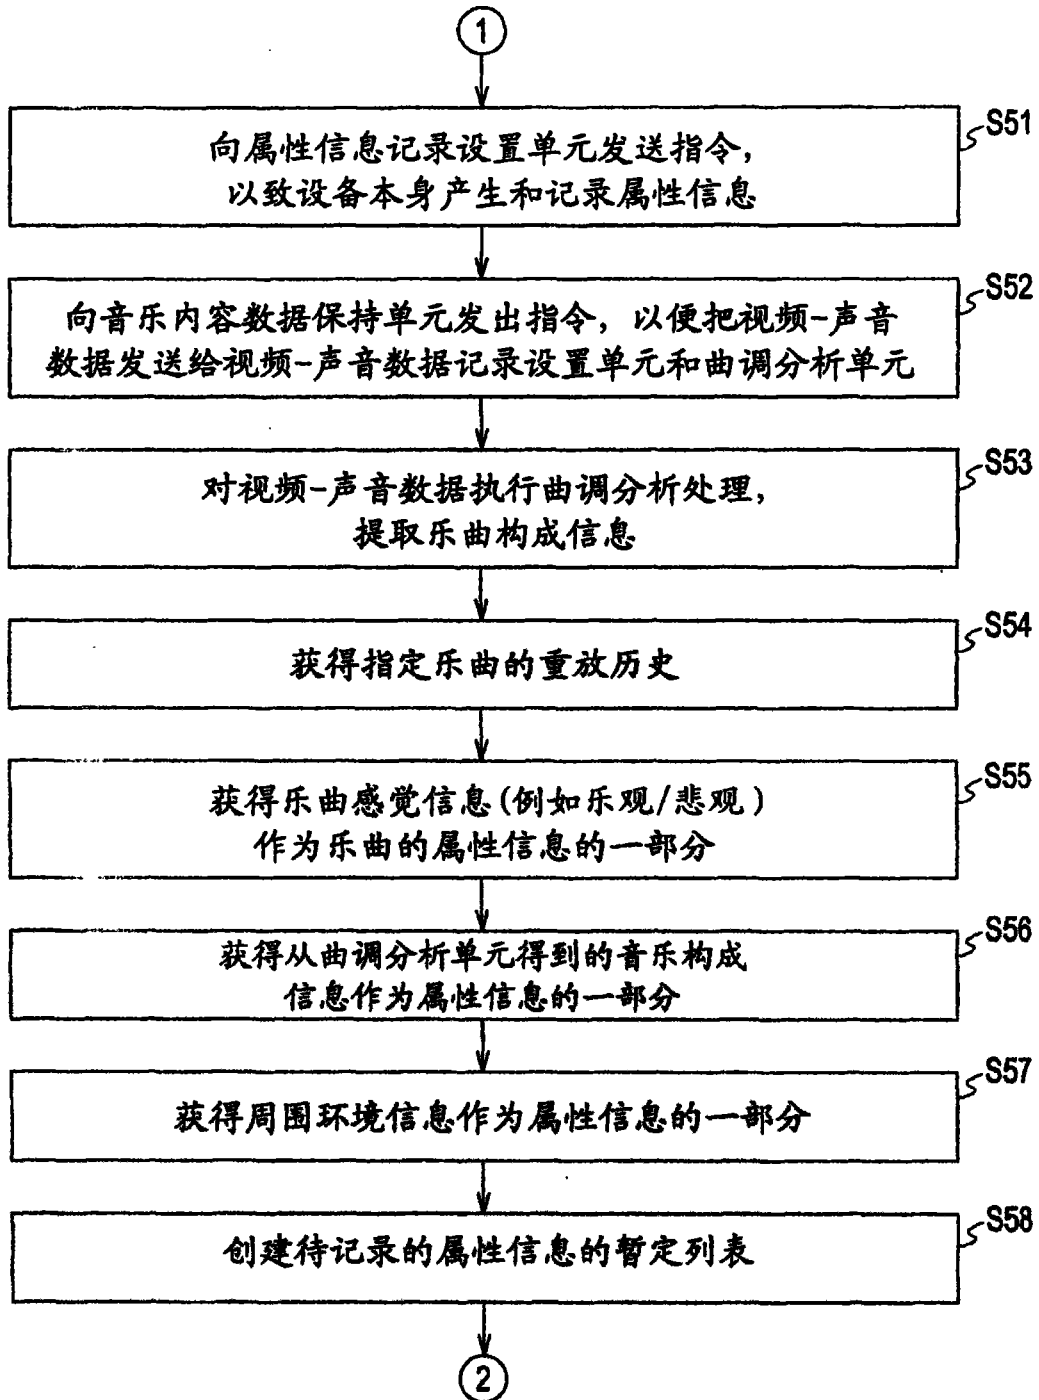 1
S51
向属性信息记录设置单元发送指令，
以致设备本身产生和记录属性信息
S52
向音乐内容数据保持单元发出指令，以便把视频-声音
数据发送给视频-声音数据记录设置单元和曲调分析单元
S53
对视频-声音数据执行曲调分析处理，
提取乐曲构成信息
S54
获得指定乐曲的重放历史
S55
获得乐曲感觉信息(例如乐观/悲观)
作为乐曲的属性信息的一部分
S56
获得从曲调分析单元得到的音乐构成
信息作为属性信息的一部分
S57
获得周围环境信息作为属性信息的一部分
S58
创建待记录的属性信息的暂定列表
2